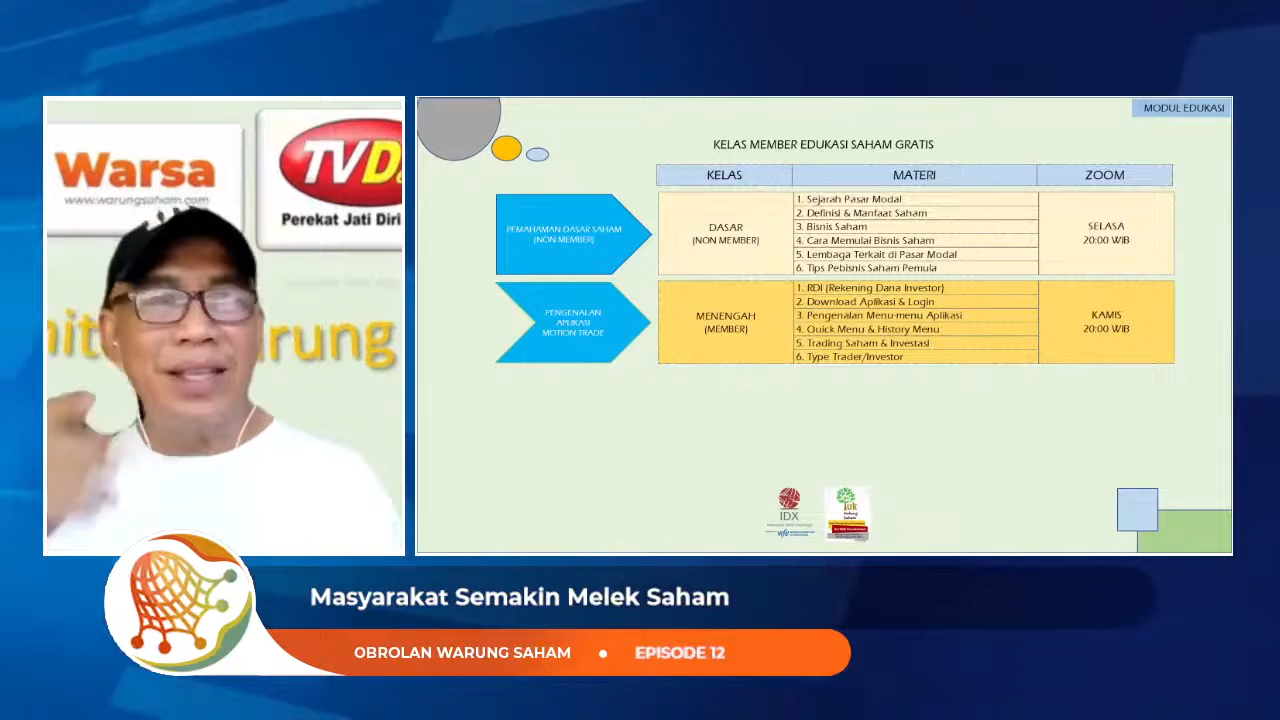 Warsa
www.warungsaham.com
TVD
Perekat Jati Diri
nit
rung
MODUL EDUKASI
KELAS MEMBER EDUKASI SAHAM GRATIS
KELAS
MATERI
ZOOM
PEMAHAMAN DASAR SAHAM
(NON MEMBER)
DASAR
(NON MEMBER)
1. Sejarah Pasar Modal
2. Definisi & Manfaat Saham
3. Bisnis Saham
4. Cara Memulai Bisnis Saham
5. Lembaga Terkait di Pasar Modal
6. Tips Pebisnis Saham Pemula
SELASA
20:00 WIB
PENGENALAN
APLIKASI
MOTION TRADE
MENENGAH
(MEMBER)
1. RDI (Rekening Dana Investor)
2. Download Aplikasi & Login
3. Pengenalan Menu-menu Aplikasi
4. Quick Menu & History Menu
5. Trading Saham & Investasi
6. Type Trader/Investor
KAMIS
20:00 WIB
IDX
Masyarakat Semakin Melek Saham
OBROLAN WARUNG SAHAM • EPISODE 12